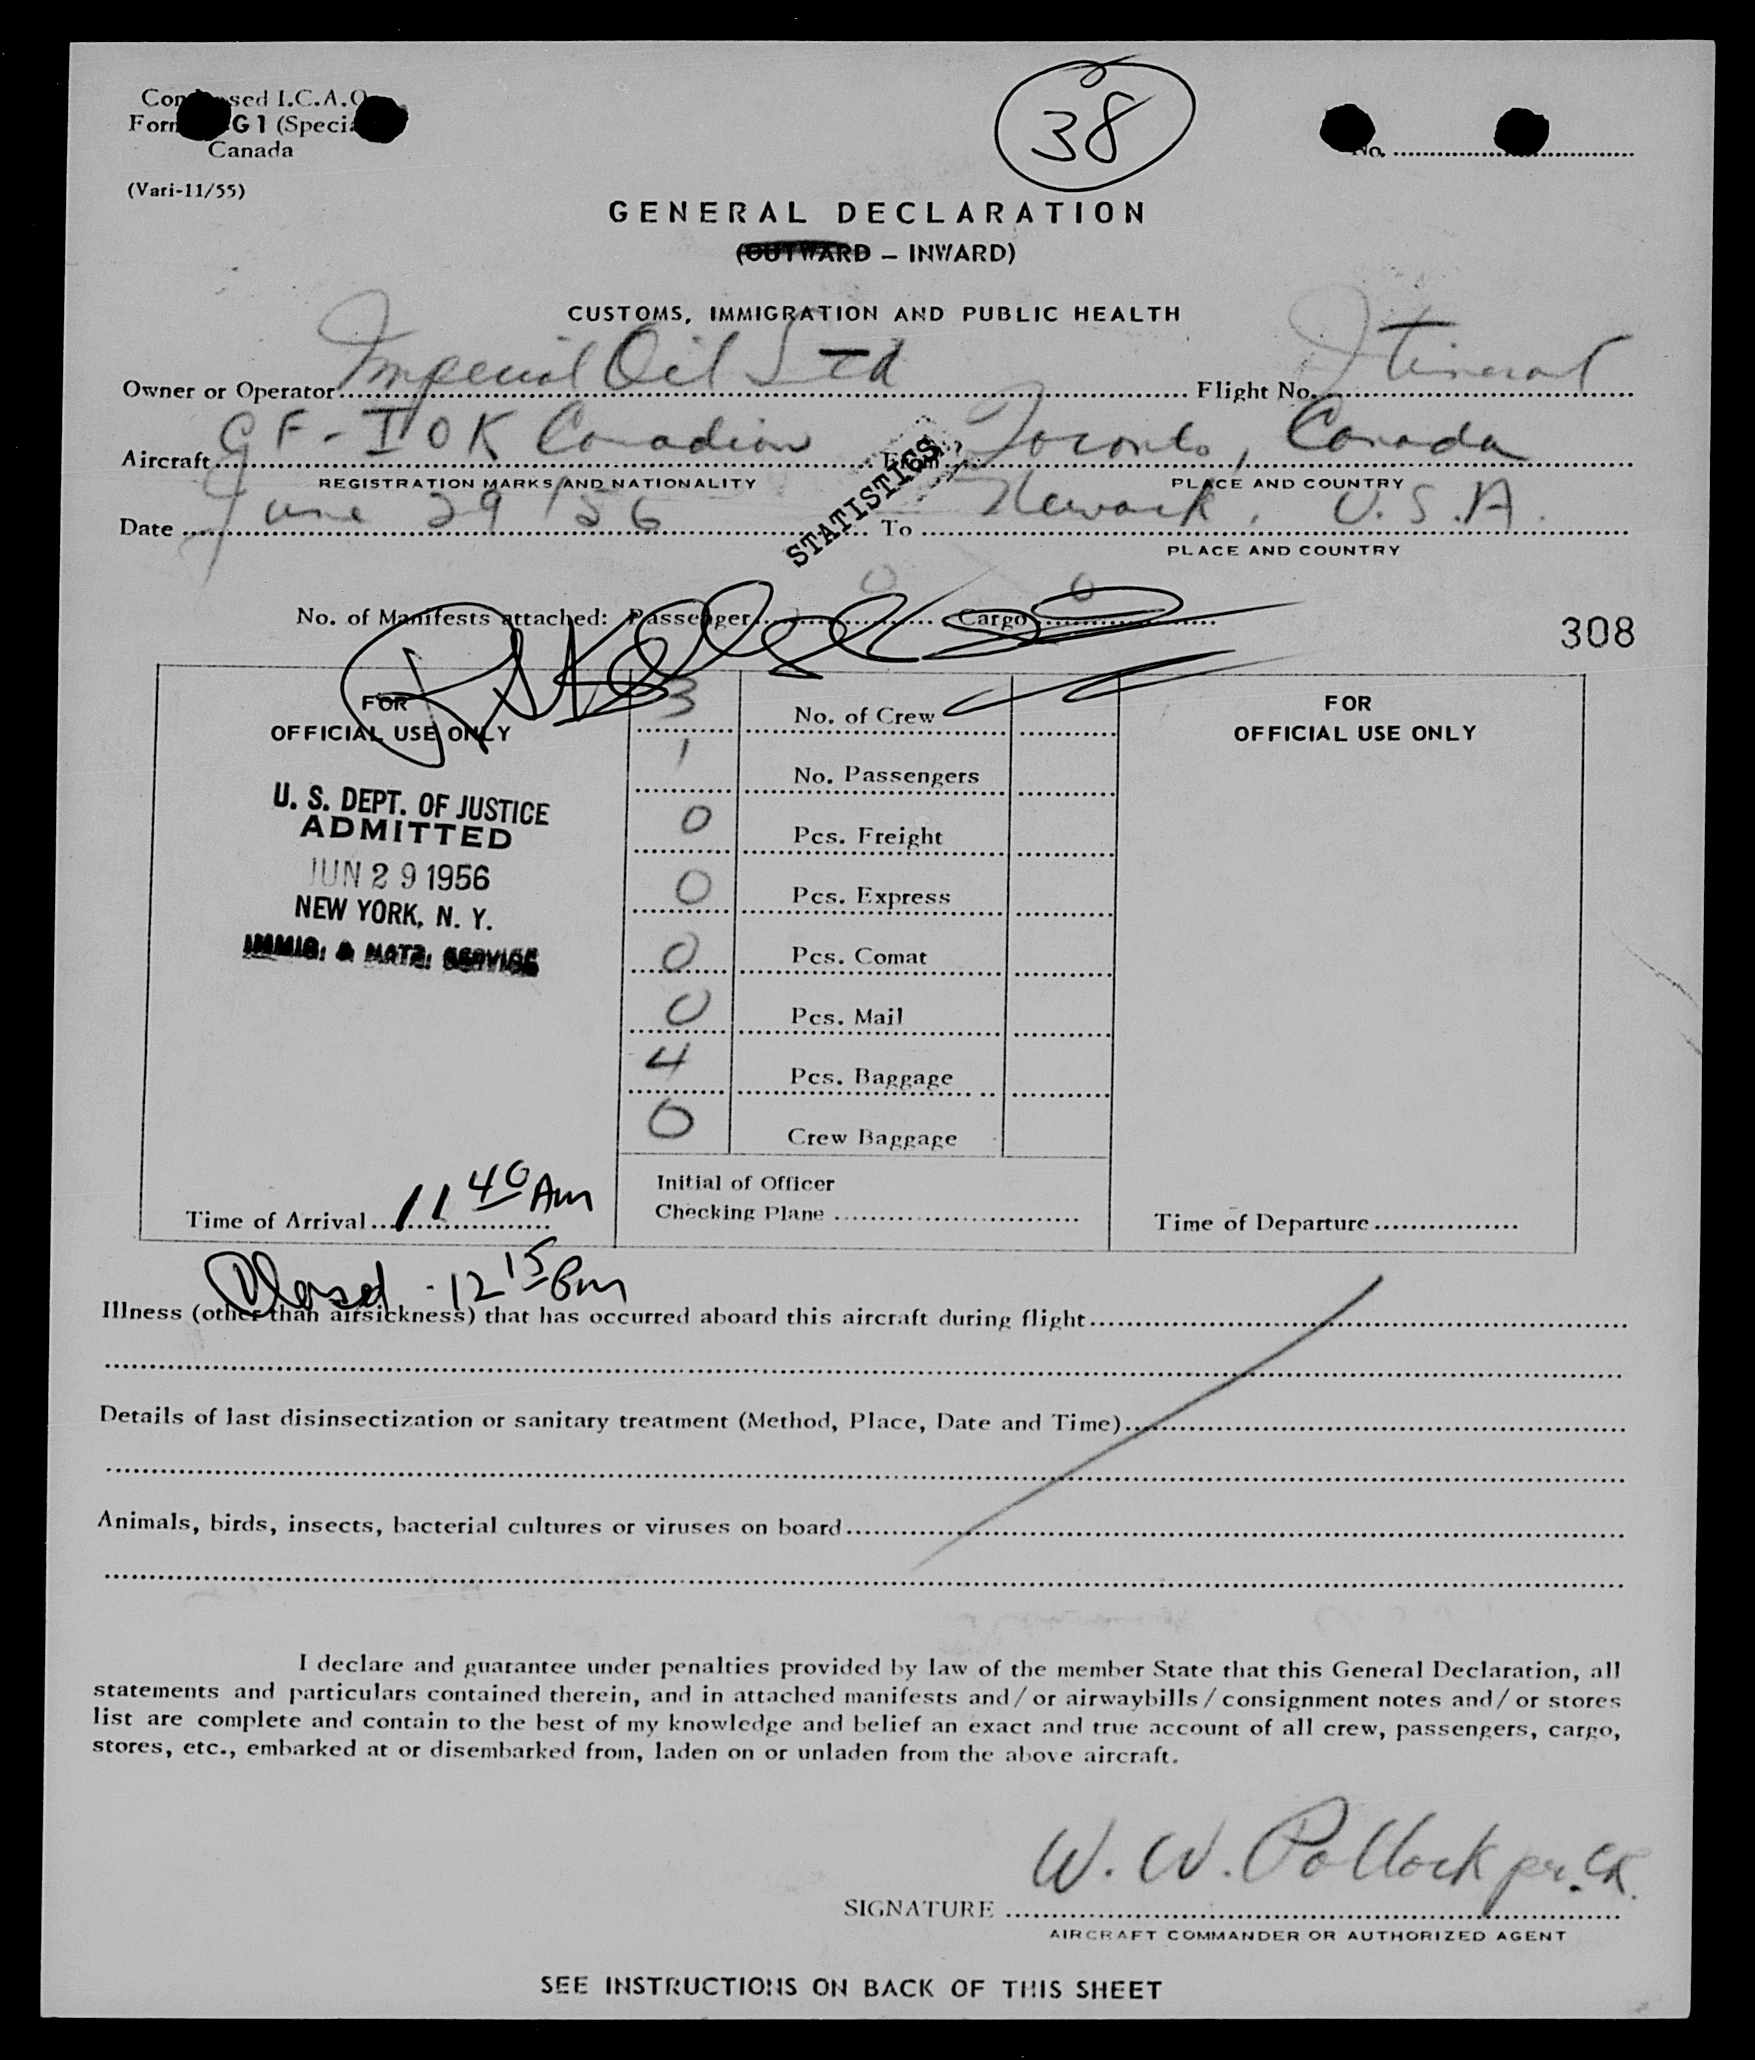 Condensed I.C.A.O.
Form G1 (Special)
Canada
(Vari-11/55)
38
No.
GENERAL DECLARATION
(OUTWARD – INWARD)
CUSTOMS, IMMIGRATION AND PUBLIC HEALTH
Owner or Operator Imperial Oil Ltd Flight No. Itinerant
Aircraft CF-IOK Canadian From Toronto, Canada
REGISTRATION MARKS AND NATIONALITY PLACE AND COUNTRY
STATISTICS
Date June 29/56 To Newark, U.S.A.
PLACE AND COUNTRY
No. of Manifests attached: Passenger 0 Cargo 0
308
FOR
OFFICIAL USE ONLY
3 No. of Crew
1 No. Passengers
0 Pcs. Freight
0 Pcs. Express
0 Pcs. Comat
0 Pcs. Mail
4 Pcs. Baggage
0 Crew Baggage
FOR
OFFICIAL USE ONLY
U. S. DEPT. OF JUSTICE
ADMITTED
JUN 29 1956
NEW YORK, N. Y.
IMMIG. & NATZ. SERVICE
Initial of Officer
Checking Plane
Time of Arrival 11 40 Am
Time of Departure
Closed - 12 15 Pm
Illness (other than airsickness) that has occurred aboard this aircraft during flight
Details of last disinsectization or sanitary treatment (Method, Place, Date and Time)
Animals, birds, insects, bacterial cultures or viruses on board
I declare and guarantee under penalties provided by law of the member State that this General Declaration, all
statements and particulars contained therein, and in attached manifests and/or airwaybills/consignment notes and/or stores
list are complete and contain to the best of my knowledge and belief an exact and true account of all crew, passengers, cargo,
stores, etc., embarked at or disembarked from, laden on or unladen from the above aircraft.
W. W. Pollock per. CK.
SIGNATURE
AIRCRAFT COMMANDER OR AUTHORIZED AGENT
SEE INSTRUCTIONS ON BACK OF THIS SHEET